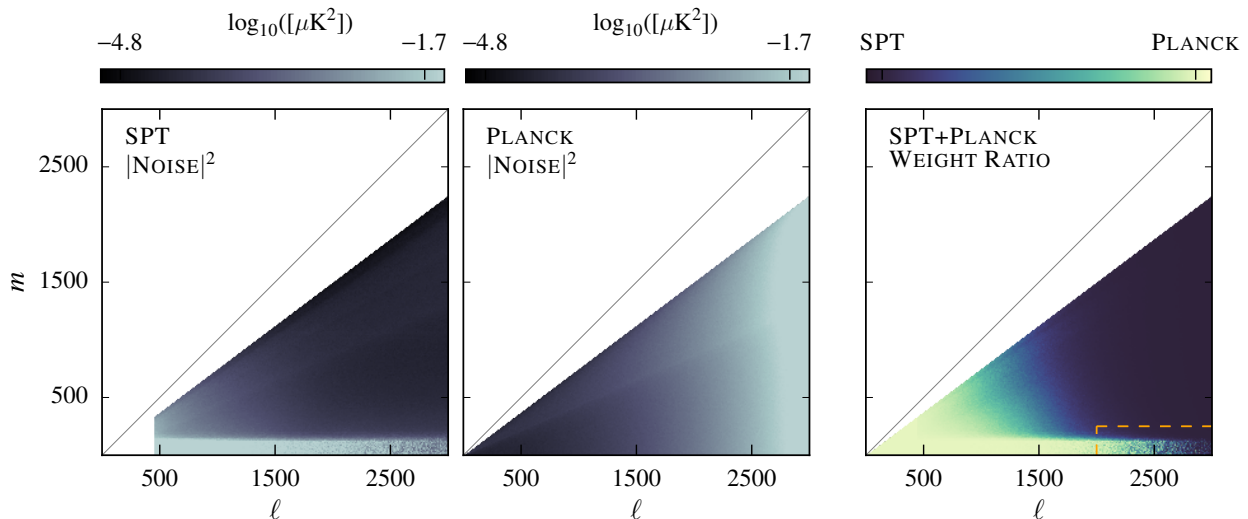 log₁₀([μK²])
−4.8 −1.7
log₁₀([μK²])
−4.8 −1.7
SPT PLANCK
SPT
|NOISE|²
PLANCK
|NOISE|²
SPT+PLANCK
WEIGHT RATIO
2500
1500
500
m
500 1500 2500
ℓ
500 1500 2500
ℓ
500 1500 2500
ℓ